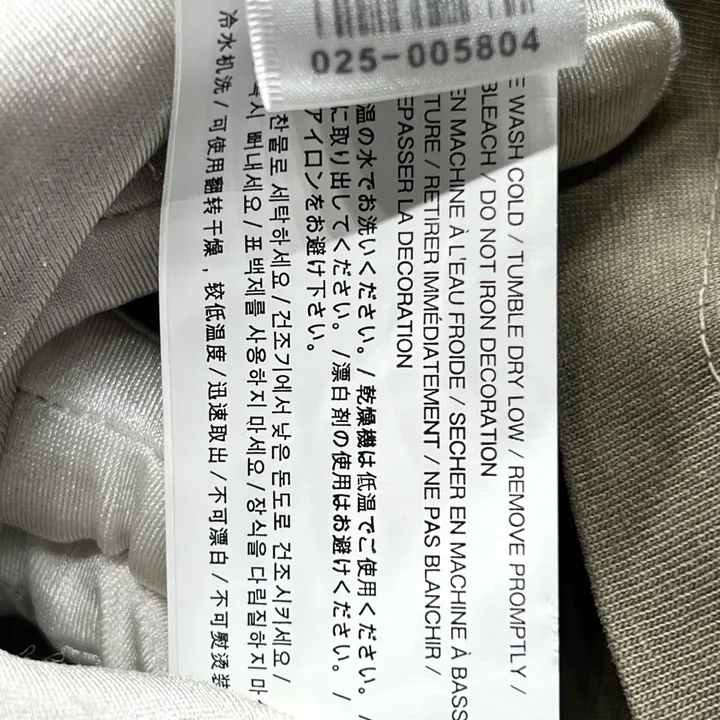 025-005804
WASH COLD / TUMBLE DRY LOW / REMOVE PROMPTLY /
BLEACH / DO NOT IRON DECORATION
EN MACHINE À L'EAU FROIDE / SECHER EN MACHINE À BASS
TURE / RETIRER IMMÉDIATEMENT / NE PAS BLANCHIR /
EPASSER LA DECORATION
温の水でお洗いください。/ 乾燥機は低温でご使用ください。/
に取り出してください。/漂白剤の使用はお避けください。/
アイロンをお避け下さい。
찬물로 세탁하세요/건조기에서 낮은 온도로 건조시키세요/
즉시 빼내세요/표백제를 사용하지 마세요/장식을 다림질하지 마
冷水机洗/可使用翻转干燥，较低温度/迅速取出/不可漂白/不可熨烫装